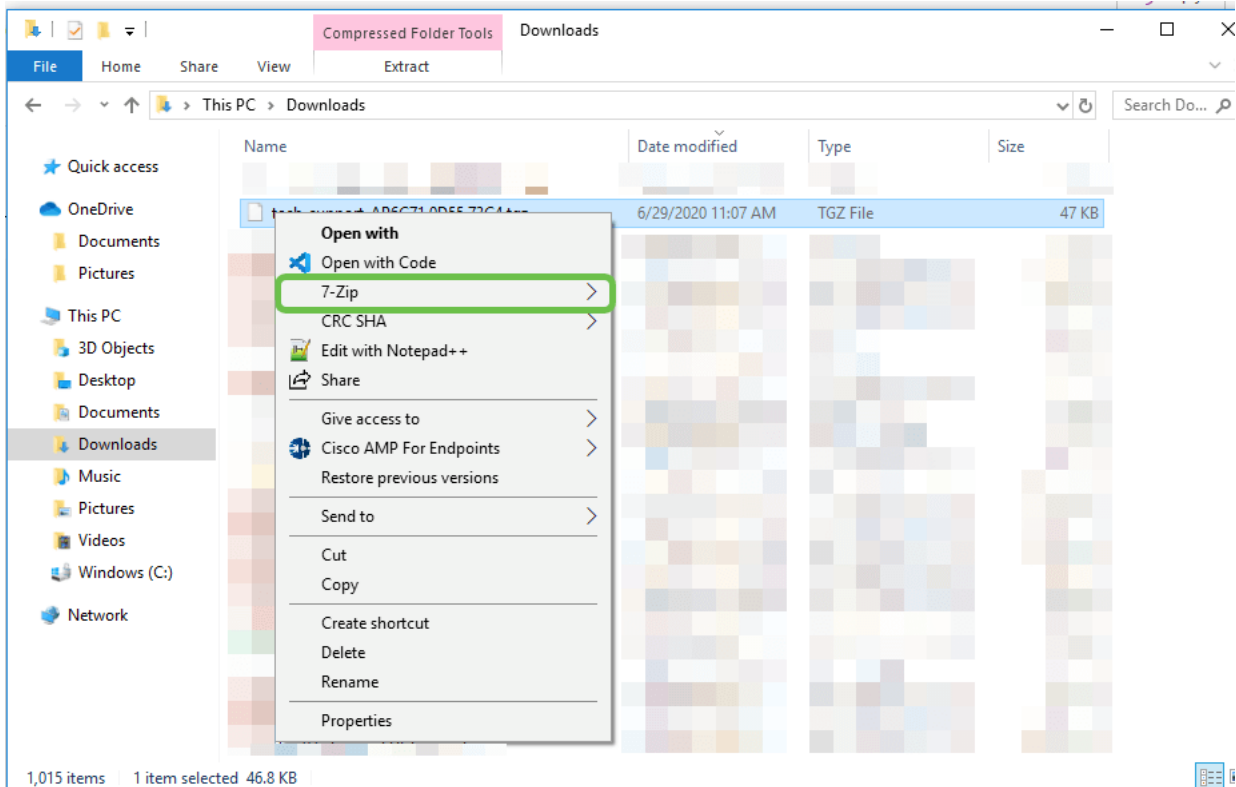 Compressed Folder Tools Downloads
File Home Share View Extract
This PC > Downloads Search Do...
Name Date modified Type Size
Quick access
OneDrive
Documents
Pictures
This PC
3D Objects
Desktop
Documents
Downloads
Music
Pictures
Videos
Windows (C:)
Network
6/29/2020 11:07 AM TGZ File 47 KB
Open with
Open with Code
7-Zip
CRC SHA
Edit with Notepad++
Share
Give access to
Cisco AMP For Endpoints
Restore previous versions
Send to
Cut
Copy
Create shortcut
Delete
Rename
Properties
1,015 items 1 item selected 46.8 KB